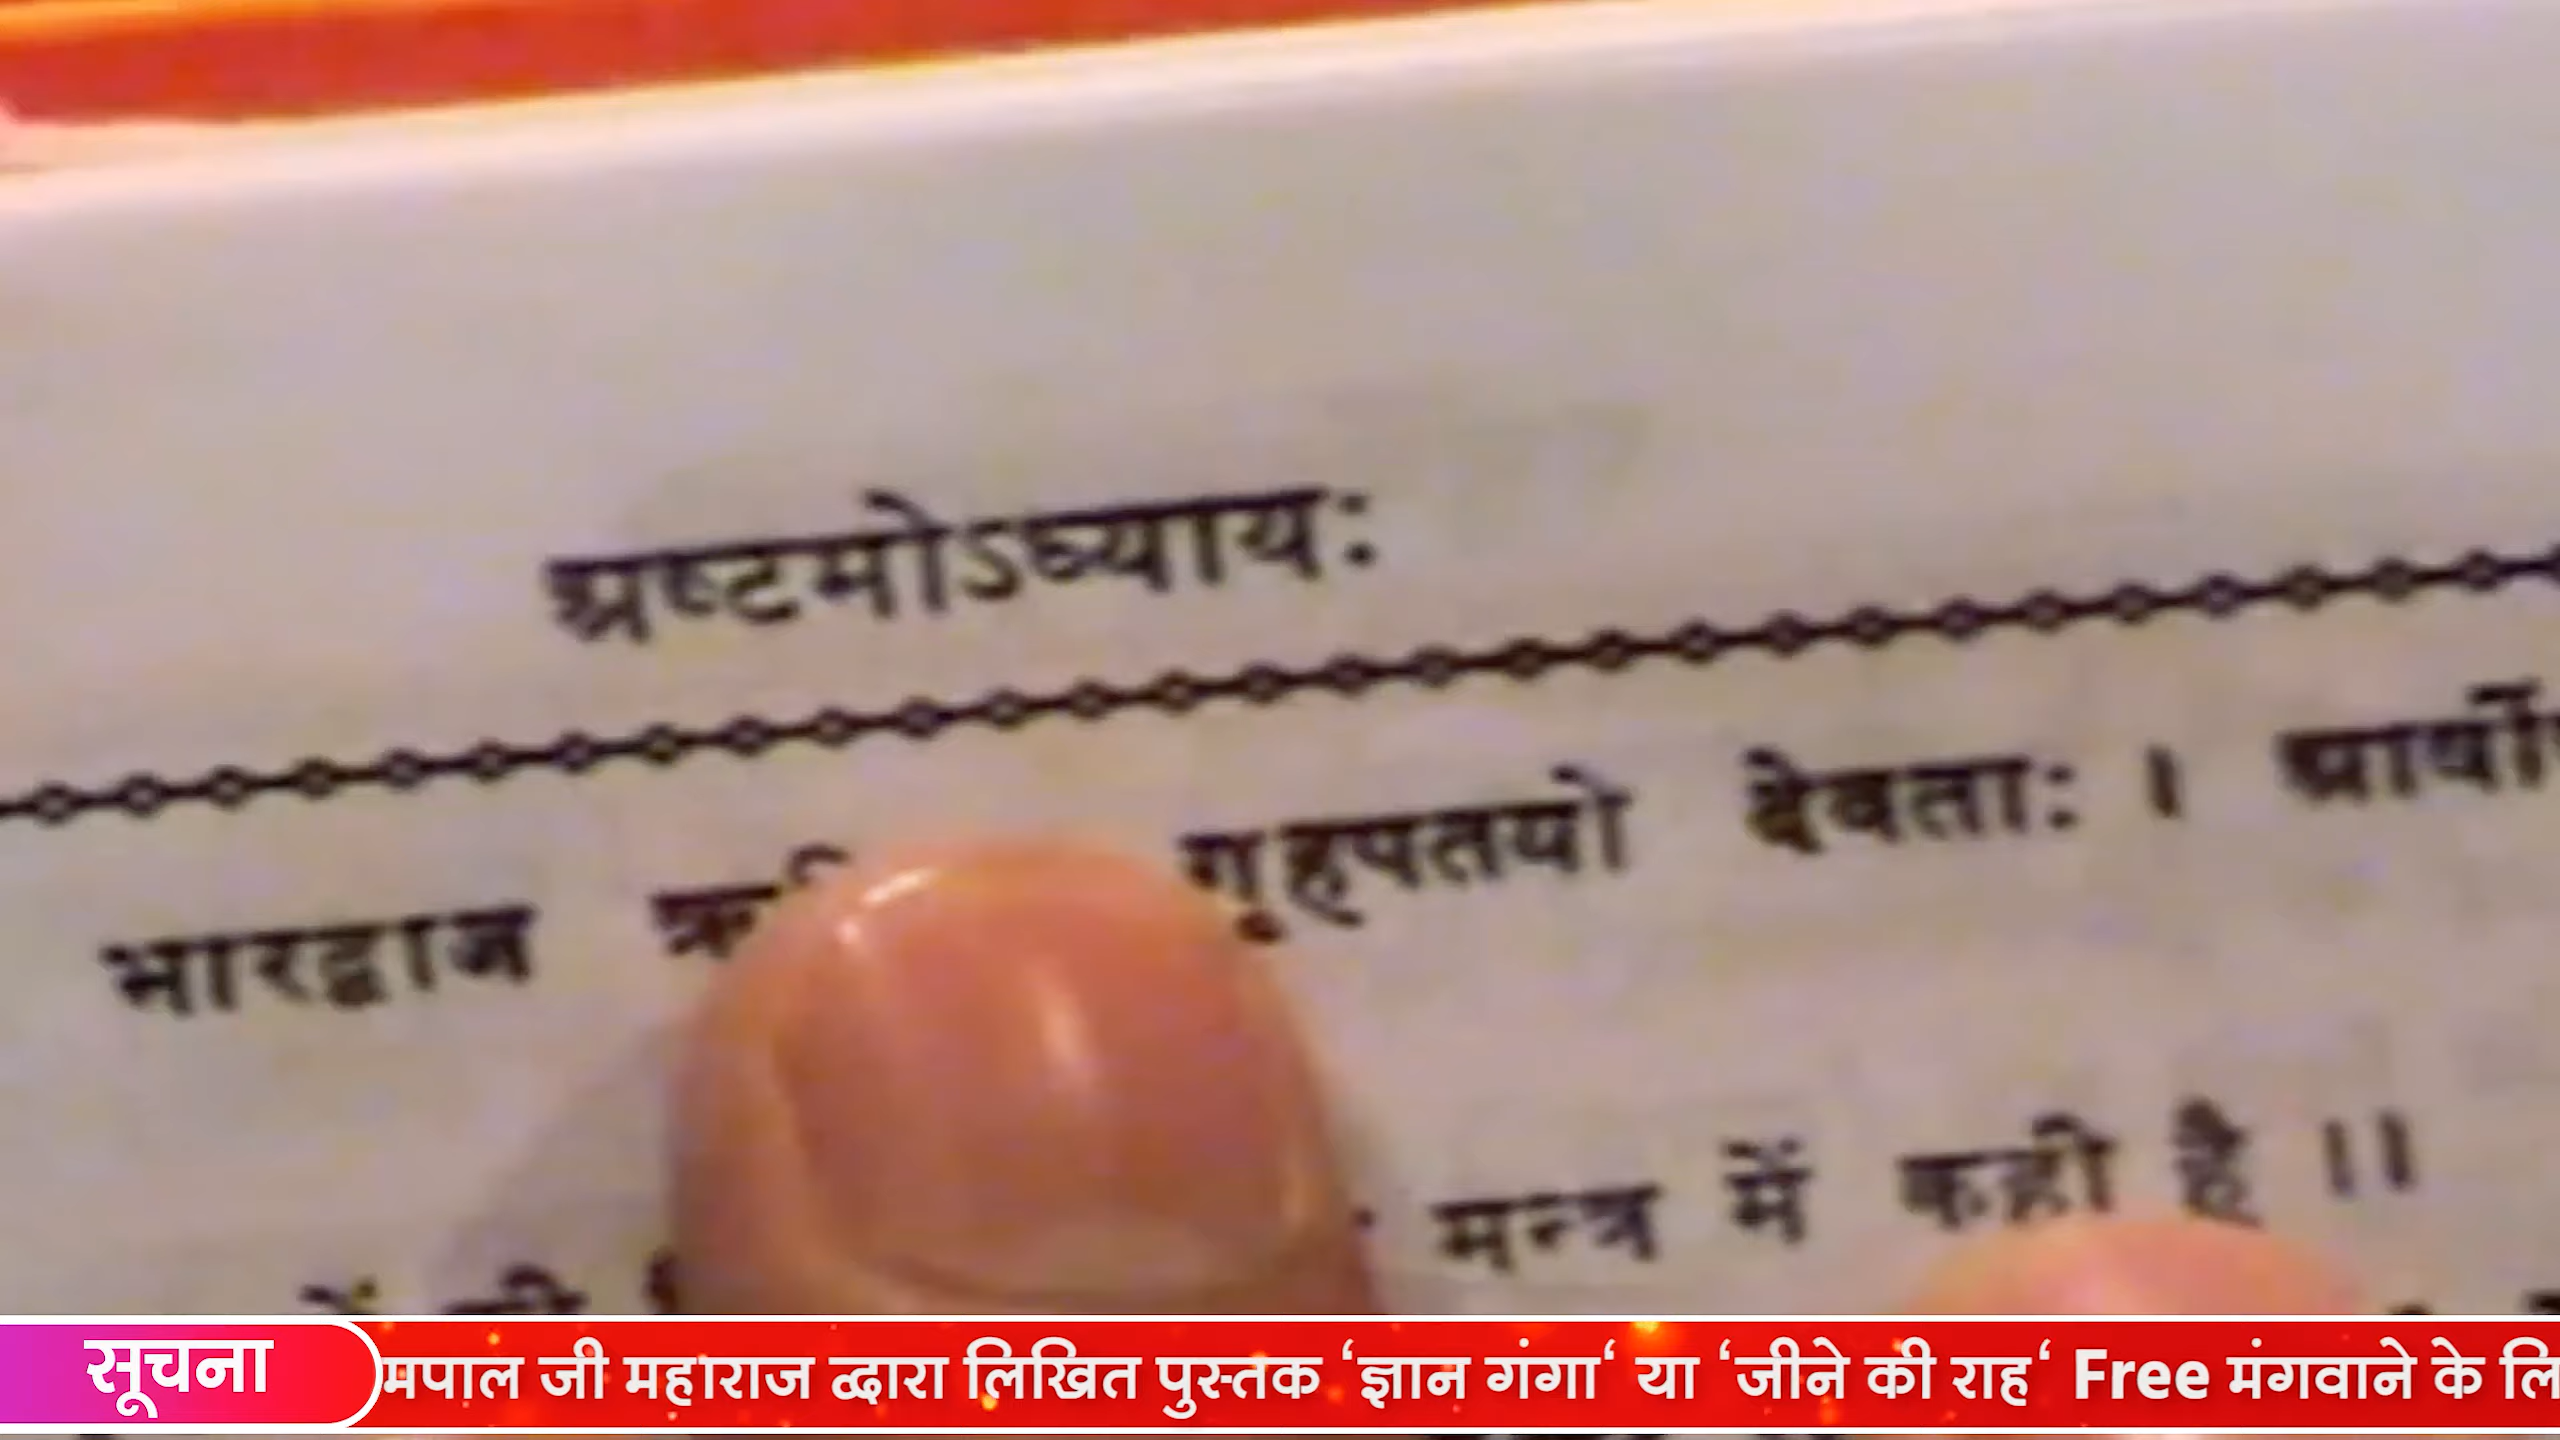 अष्टमोऽध्यायः
भारद्वाज गृहपतयो देवताः ।
मन्त्र में कही है ।।
सूचना
मपाल जी महाराज द्वारा लिखित पुस्तक ‘ज्ञान गंगा‘ या ‘जीने की राह‘ Free मंगवाने के लि